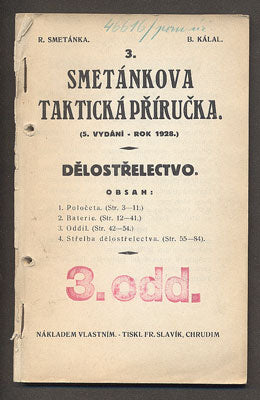 46616/pomine
R. SMETÁNKA. B. KÁLAL.
3.
SMETÁNKOVA
TAKTICKÁ PŘÍRUČKA.
(5. VYDÁNÍ - ROK 1928.)
DĚLOSTŘELECTVO.
OBSAH:
1. Poločeta. (Str. 3—11.)
2. Baterie. (Str. 12—41.)
3. Oddíl. (Str. 42—54.)
4. Střelba dělostřelectva. (Str. 55—84).
3. odd.
NÁKLADEM VLASTNÍM. - TISKL FR. SLAVÍK, CHRUDIM